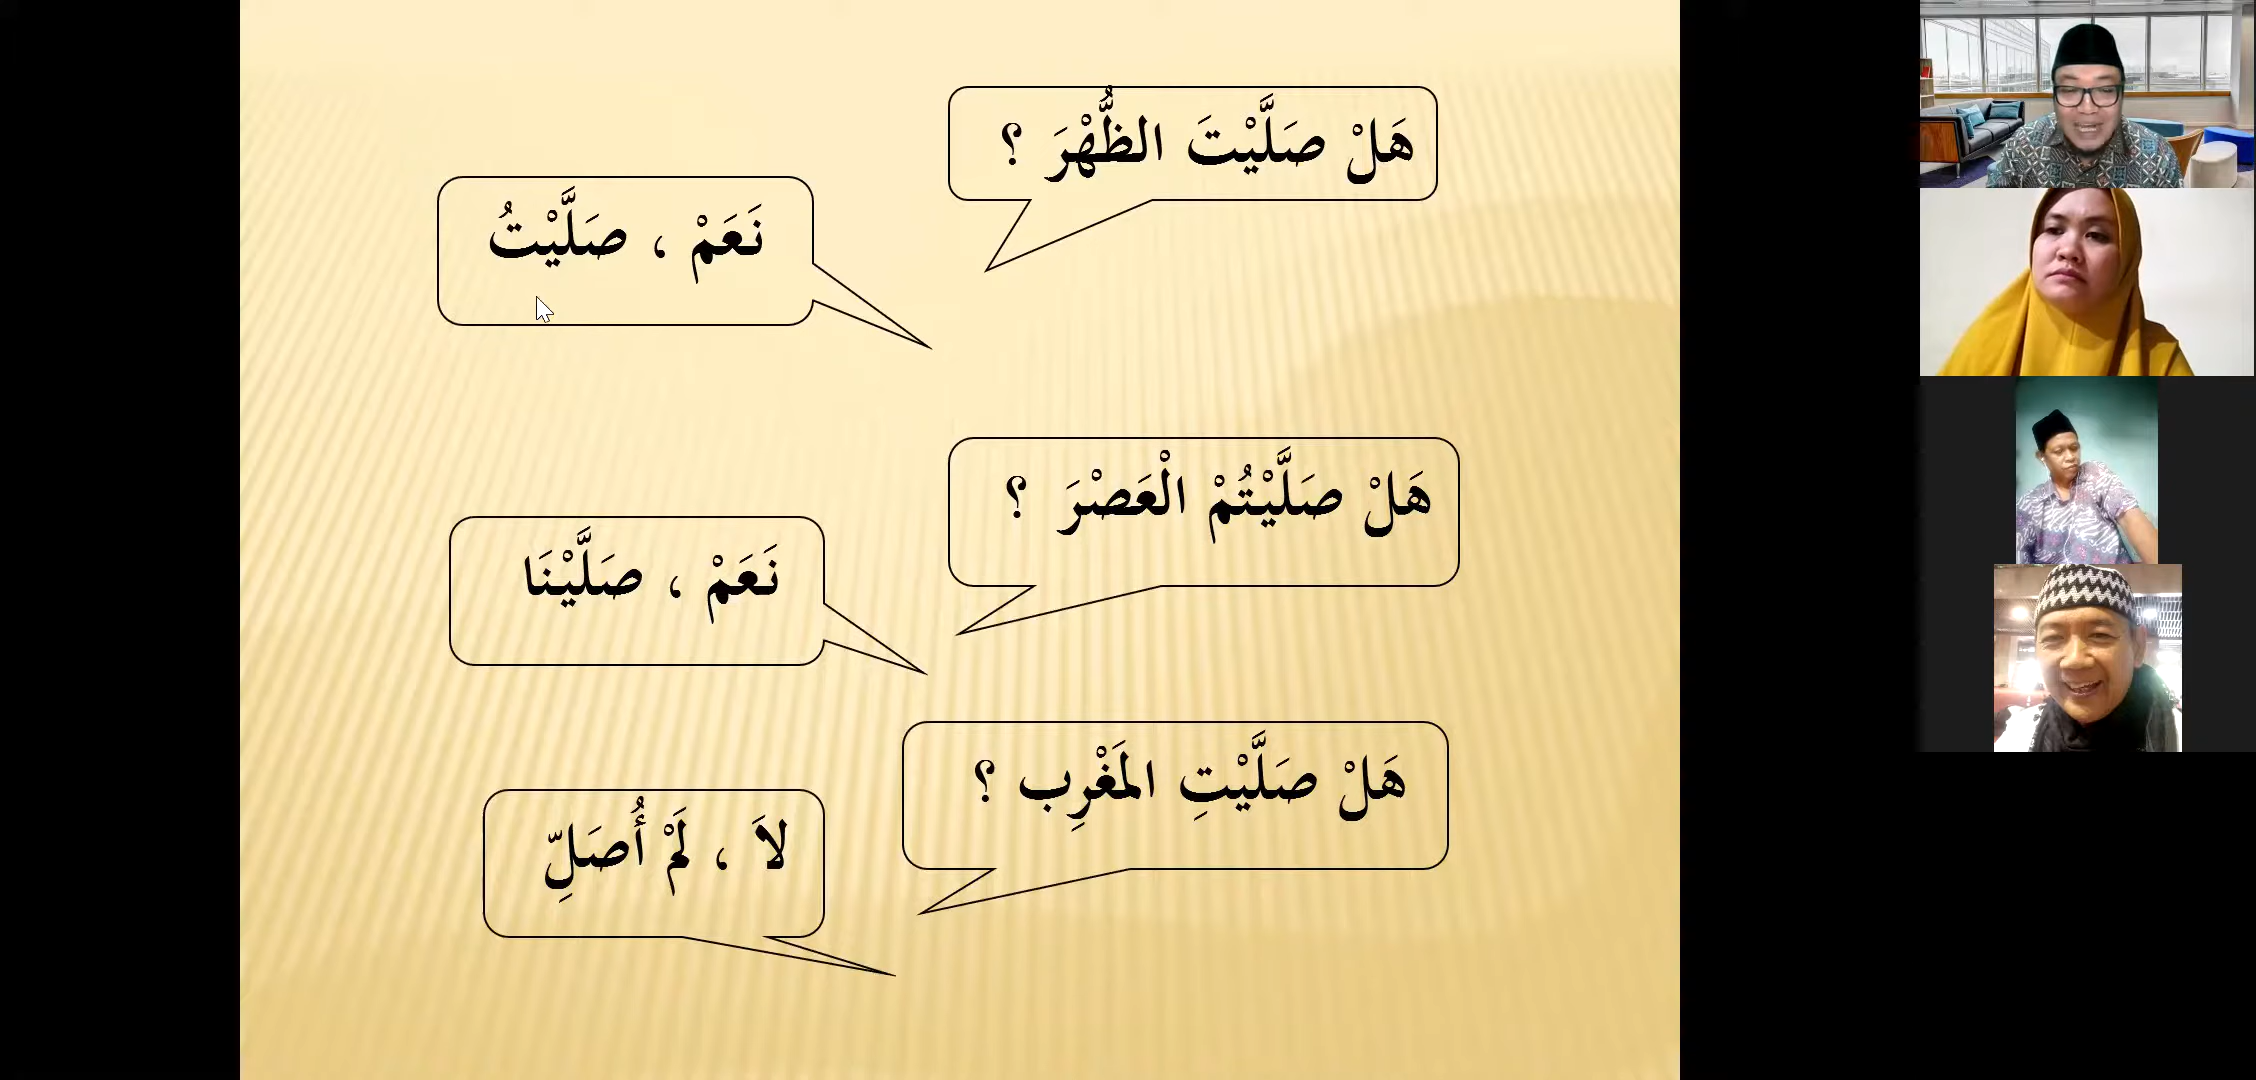 هَلْ صَلَّيْتَ الظُّهْرَ ؟
نَعَمْ ، صَلَّيْتُ
هَلْ صَلَّيْتُمْ الْعَصْرَ ؟
نَعَمْ ، صَلَّيْنَا
هَلْ صَلَّيْتِ المَغْرِب ؟
لاَ ، لَمْ أُصَلِّ